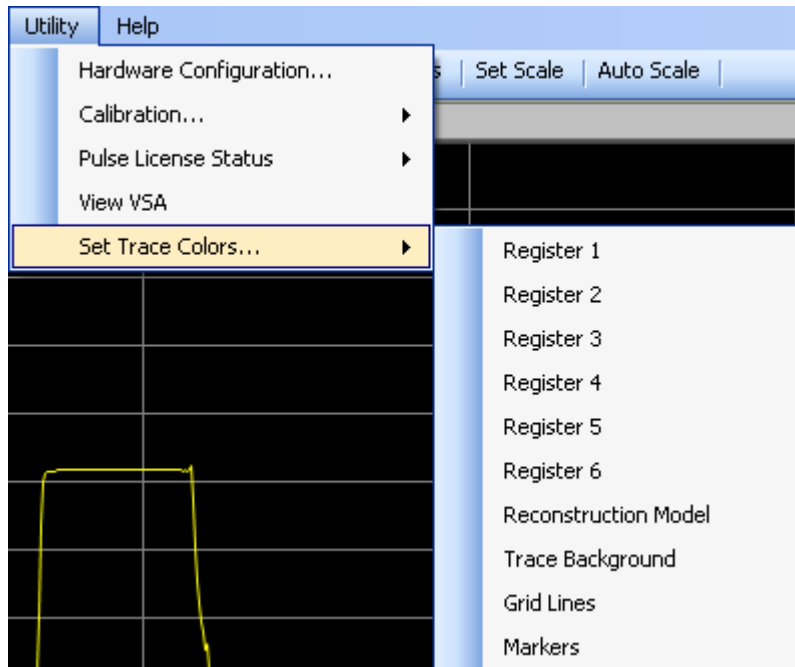 Utility Help
Hardware Configuration...
Set Scale Auto Scale
Calibration...
Pulse License Status
View VSA
Set Trace Colors...
Register 1
Register 2
Register 3
Register 4
Register 5
Register 6
Reconstruction Model
Trace Background
Grid Lines
Markers